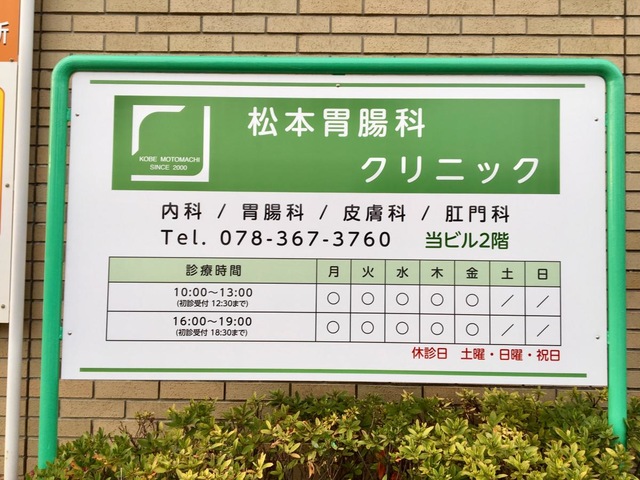 所
松本胃腸科
クリニック
KOBE MOTOMACHI
SINCE 2000
内科 / 胃腸科 / 皮膚科 / 肛門科
Tel. 078-367-3760 当ビル2階
診療時間 月 火 水 木 金 土 日
10:00〜13:00
(初診受付 12:30まで) ○ ○ ○ ○ ○ / /
16:00〜19:00
(初診受付 18:30まで) ○ ○ ○ ○ ○ / /
休診日 土曜・日曜・祝日